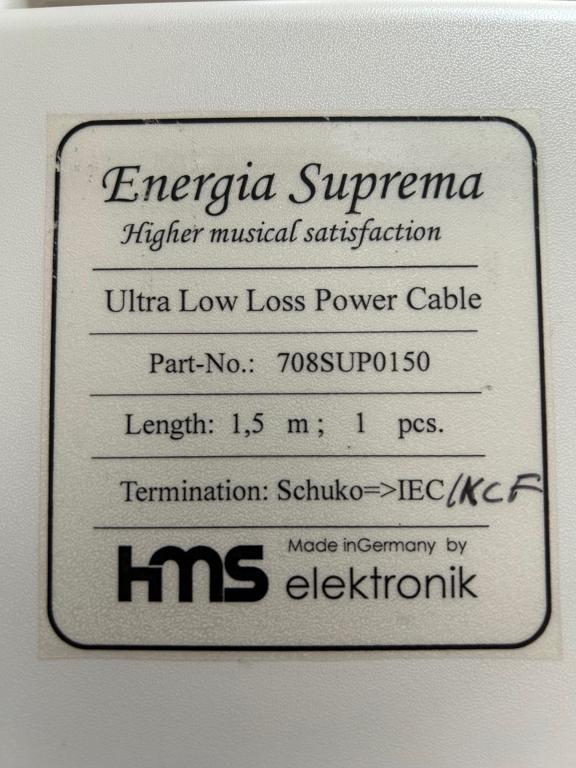 Energia Suprema
Higher musical satisfaction
Ultra Low Loss Power Cable
Part-No.: 708SUP0150
Length: 1,5 m ; 1 pcs.
Termination: Schuko=>IEC/KCF
HMS Made inGermany by
elektronik